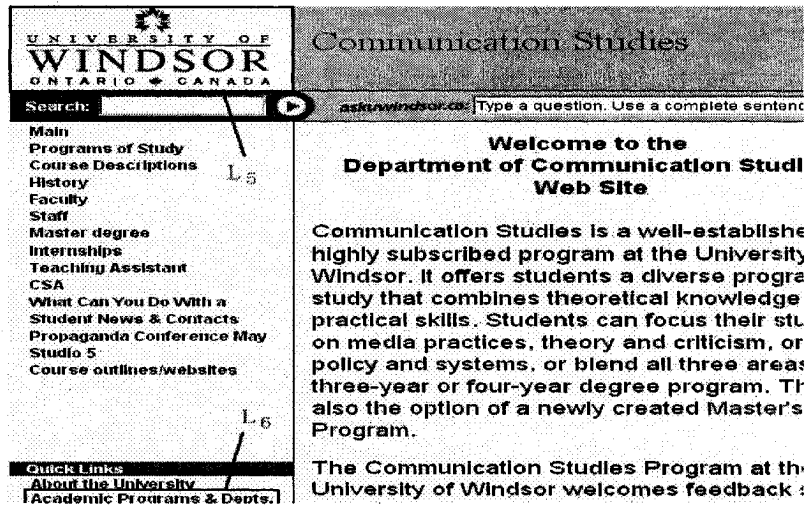 UNIVERSITY OF
WINDSOR
ONTARIO CANADA
Communication Studies
Search:
askuwindsor.ca: Type a question. Use a complete sentenc
Main
Programs of Study
Course Descriptions
History
Faculty
Staff
Master degree
Internships
Teaching Assistant
CSA
What Can You Do With a
Student News & Contacts
Propaganda Conference May
Studio 5
Course outlines/websites
L5
L6
Quick Links
About the University
Academic Programs & Depts.
Welcome to the
Department of Communication Studi
Web Site
Communication Studies is a well-establishe
highly subscribed program at the University
Windsor. It offers students a diverse progra
study that combines theoretical knowledge
practical skills. Students can focus their stu
on media practices, theory and criticism, or
policy and systems, or blend all three areas
three-year or four-year degree program. Th
also the option of a newly created Master's
Program.
The Communication Studies Program at the
University of Windsor welcomes feedback